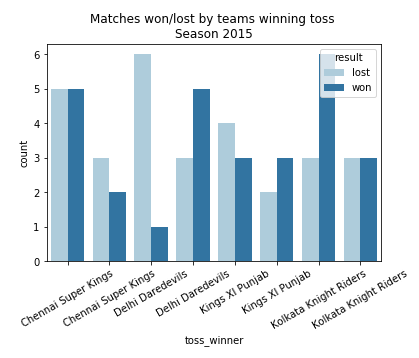 Matches won/lost by teams winning toss
Season 2015
result
lost
won
count
6
5
4
3
2
1
0
Chennai Super Kings
Chennai Super Kings
Delhi Daredevils
Delhi Daredevils
Kings XI Punjab
Kings XI Punjab
Kolkata Knight Riders
Kolkata Knight Riders
toss_winner